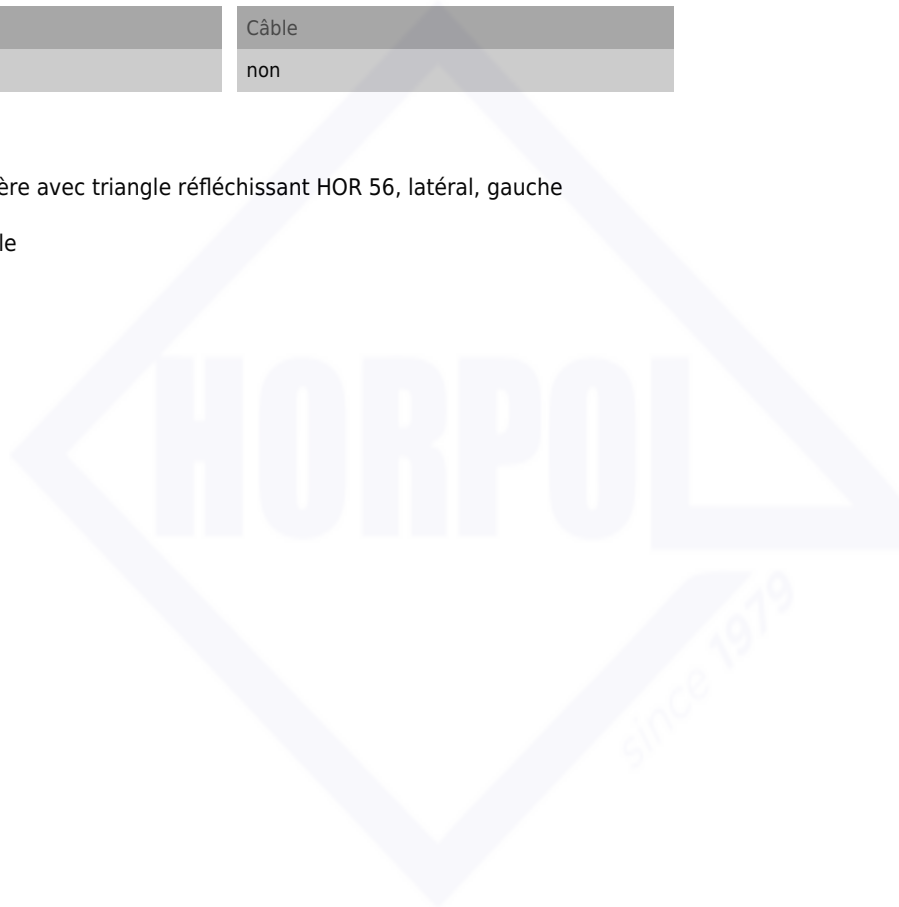 Câble
non
ère avec triangle réfléchissant HOR 56, latéral, gauche
le
HORPOL
since 1979